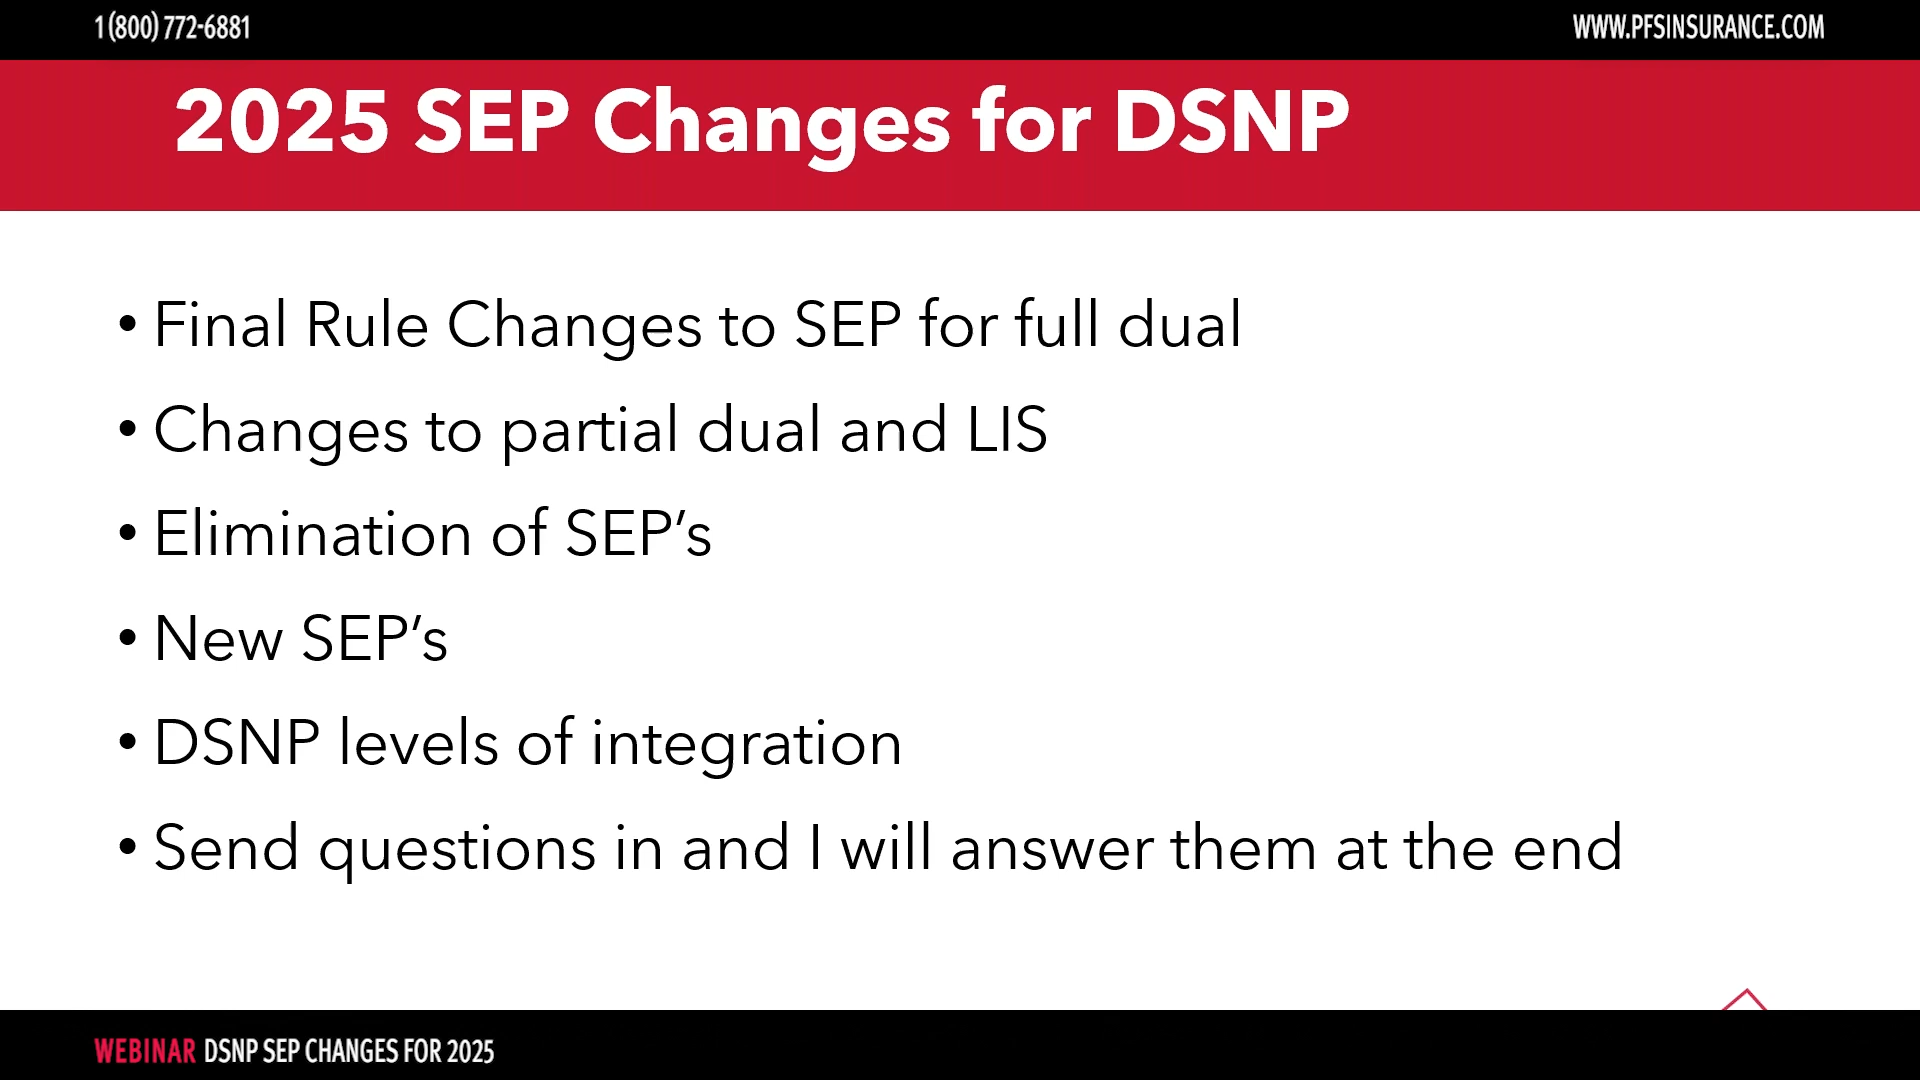 1 (800) 772-6881
WWW.PFSINSURANCE.COM
2025 SEP Changes for DSNP
• Final Rule Changes to SEP for full dual
• Changes to partial dual and LIS
• Elimination of SEP’s
• New SEP’s
• DSNP levels of integration
• Send questions in and I will answer them at the end
WEBINAR DSNP SEP CHANGES FOR 2025